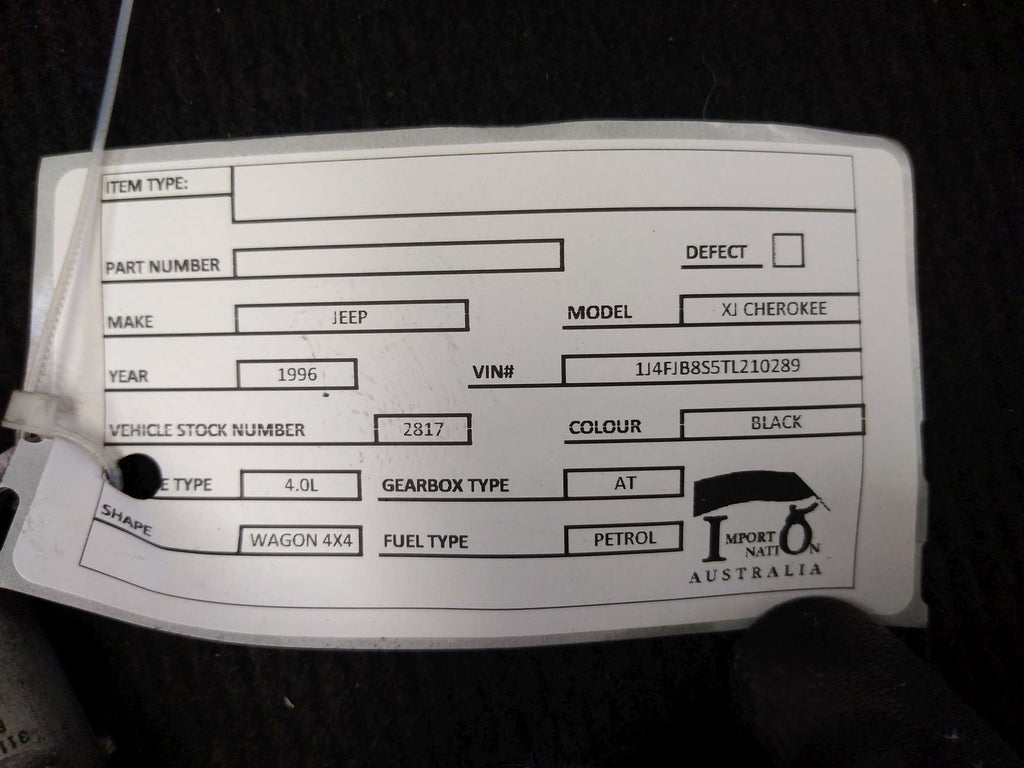 ITEM TYPE:
PART NUMBER
DEFECT
MAKE JEEP
MODEL XJ CHEROKEE
YEAR 1996
VIN# 1J4FJB8S5TL210289
VEHICLE STOCK NUMBER 2817
COLOUR BLACK
E TYPE 4.0L
GEARBOX TYPE AT
SHAPE WAGON 4X4
FUEL TYPE PETROL
IMPORT
NATION
AUSTRALIA